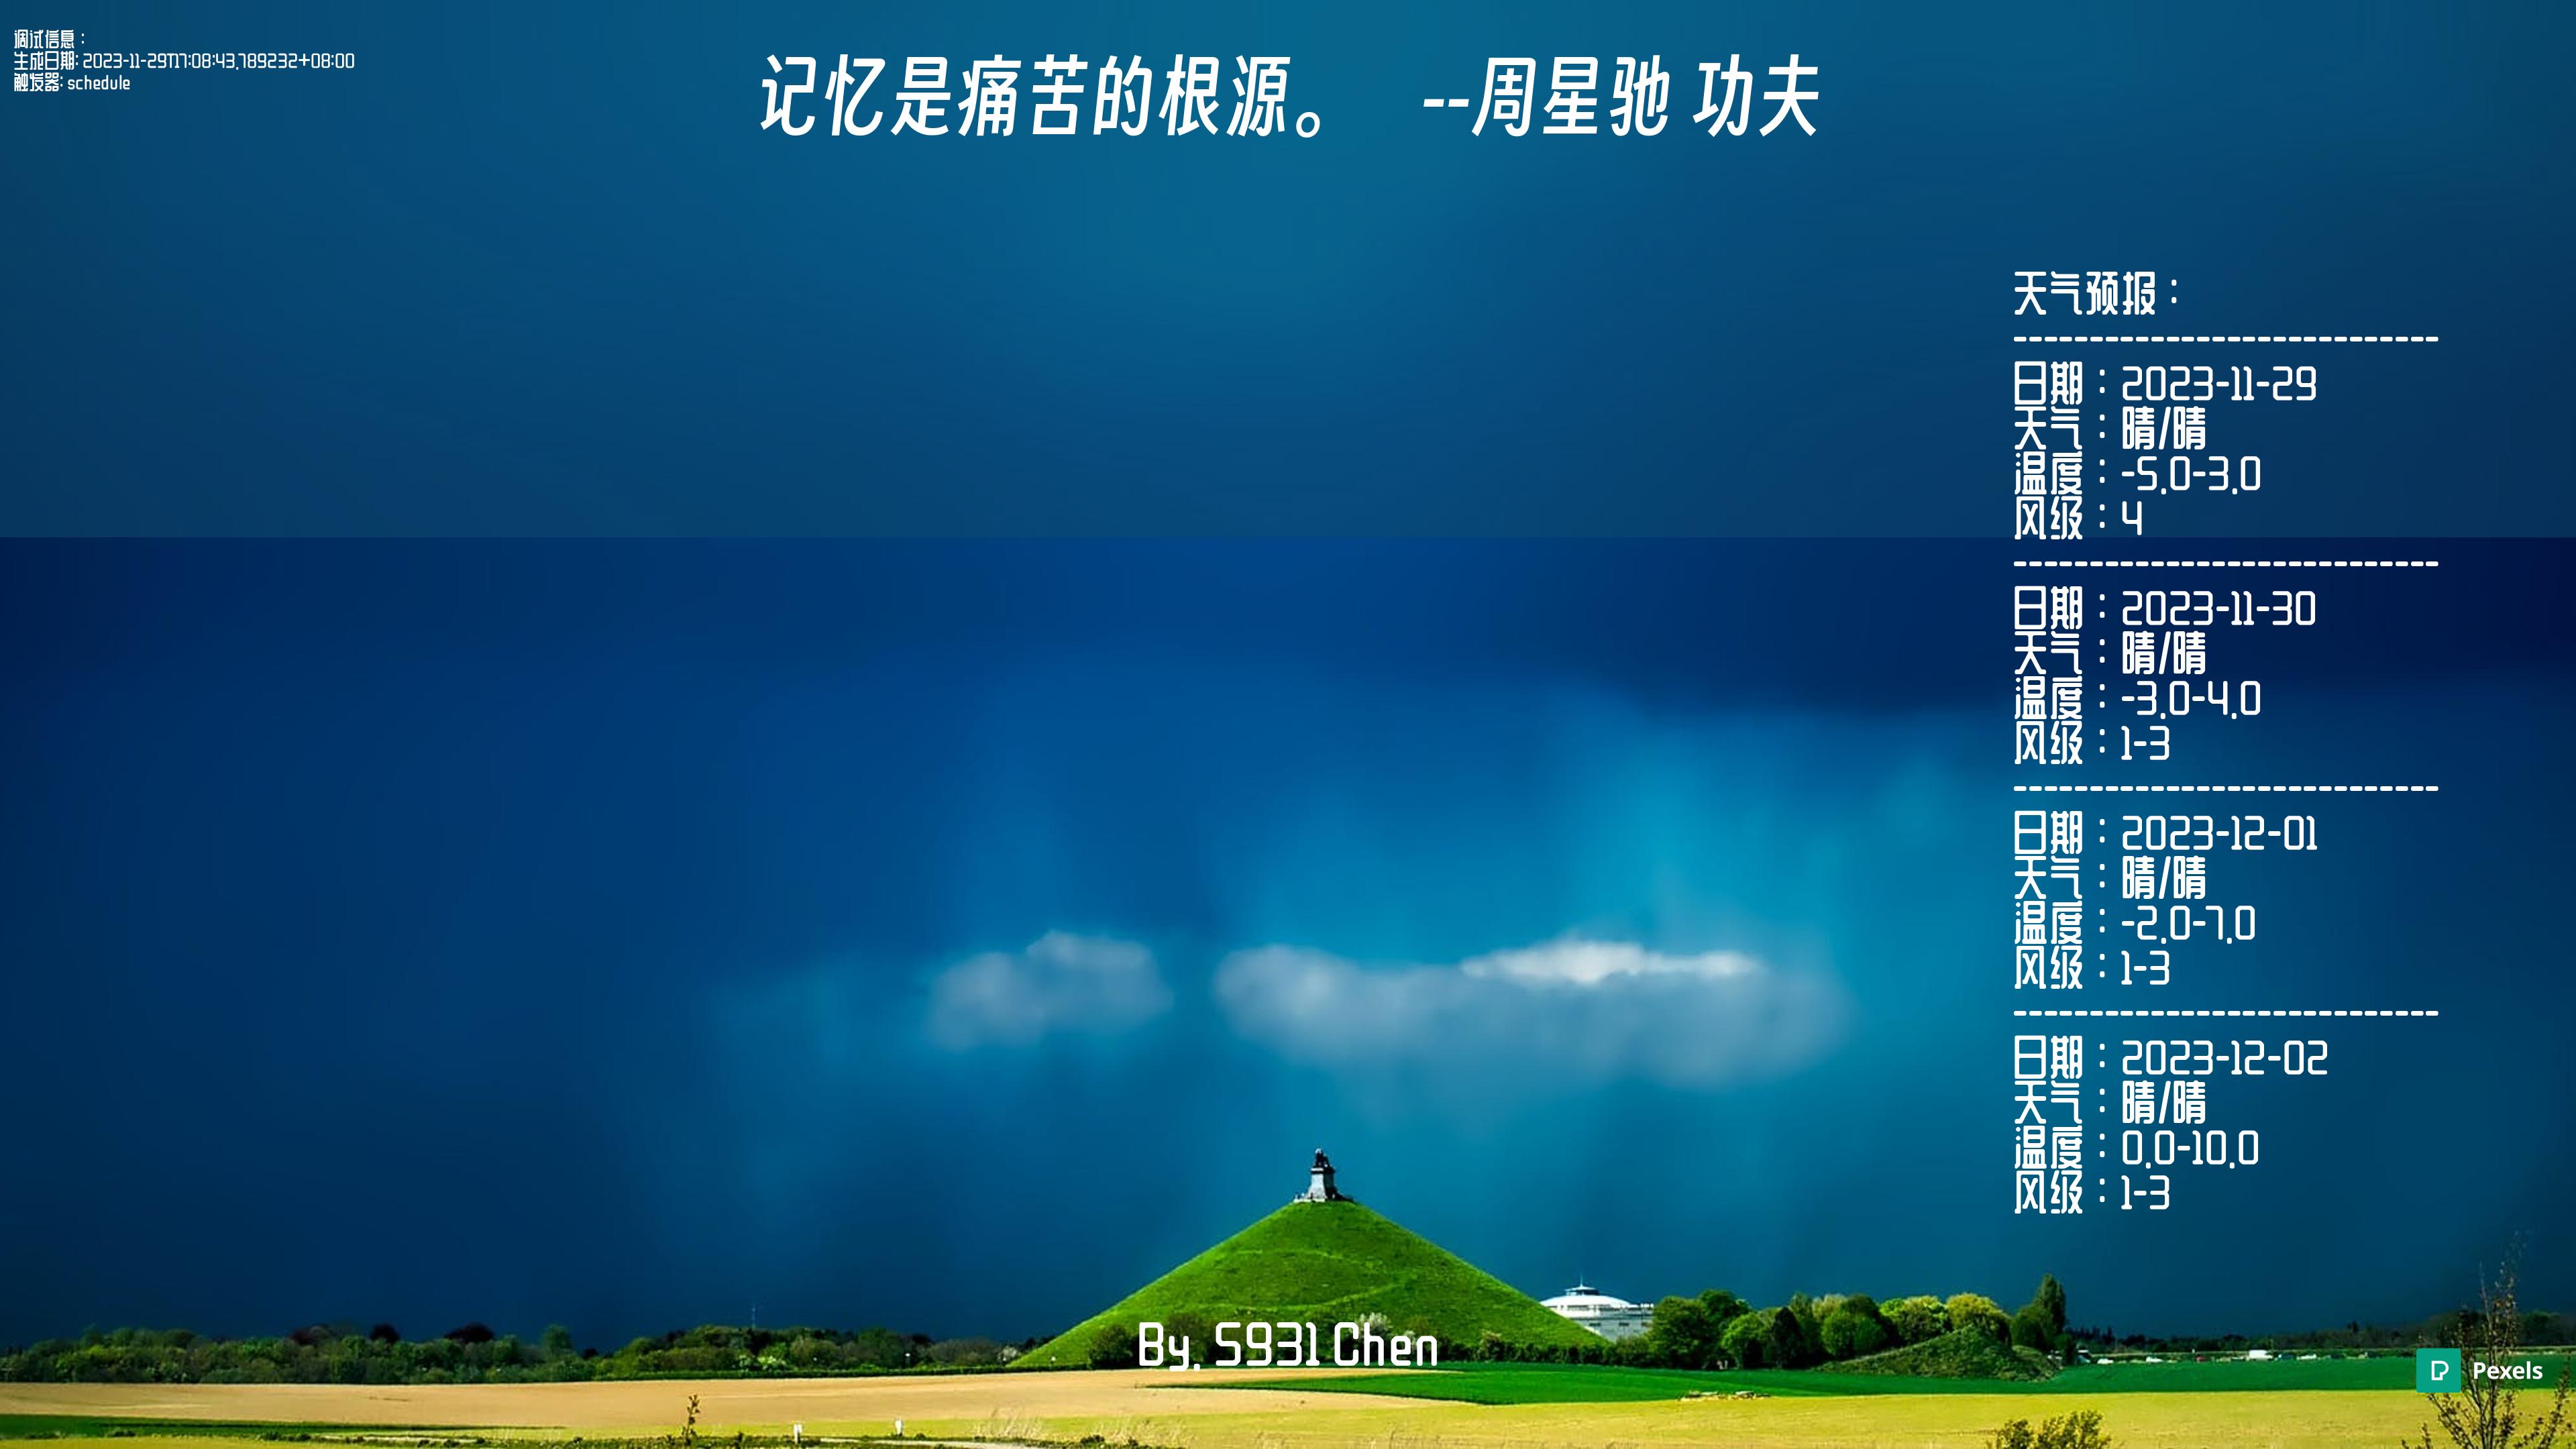 调试信息：
生成日期: 2023-11-29T17:08:43.789232+08:00
触发器: schedule
记忆是痛苦的根源。 --周星驰 功夫
天气预报：
----------------------------
日期：2023-11-29
天气：晴/晴
温度：-5.0-3.0
风级：4
----------------------------
日期：2023-11-30
天气：晴/晴
温度：-3.0-4.0
风级：1-3
----------------------------
日期：2023-12-01
天气：晴/晴
温度：-2.0-7.0
风级：1-3
----------------------------
日期：2023-12-02
天气：晴/晴
温度：0.0-10.0
风级：1-3
By. S931 Chen
Pexels